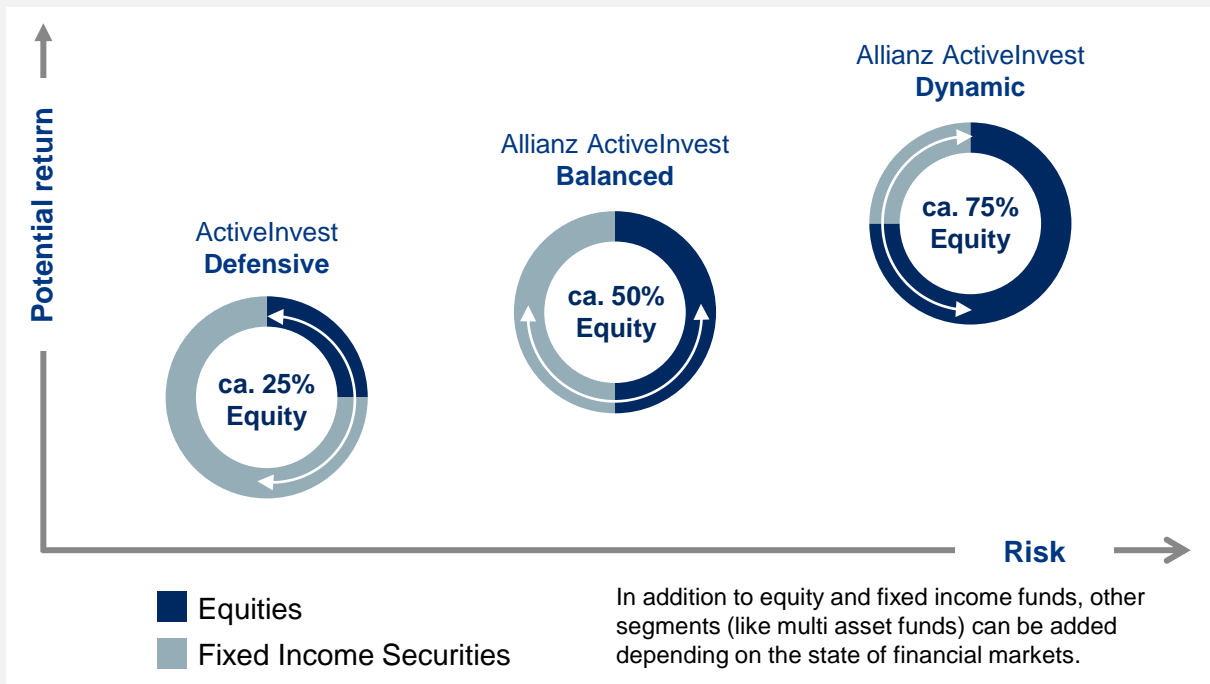 Potential return
ActiveInvest
Defensive
ca. 25%
Equity
Allianz ActiveInvest
Balanced
ca. 50%
Equity
Allianz ActiveInvest
Dynamic
ca. 75%
Equity
Risk
Equities
Fixed Income Securities
In addition to equity and fixed income funds, other
segments (like multi asset funds) can be added
depending on the state of financial markets.